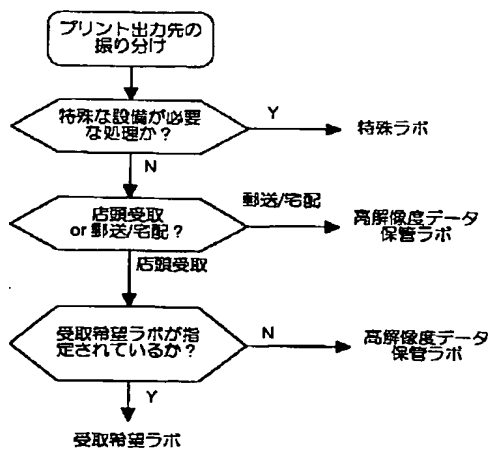 プリント出力先の
振り分け
特殊な設備が必要
な処理か？
Y
特殊ラボ
N
店頭受取
or 郵送/宅配？
郵送/宅配
高解像度データ
保管ラボ
店頭受取
受取希望ラボが指
定されているか？
N
高解像度データ
保管ラボ
Y
受取希望ラボ